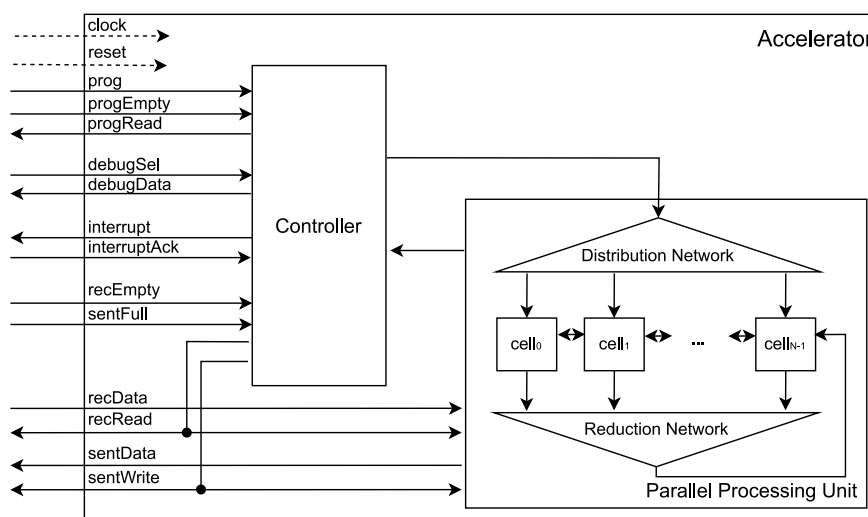 clock
Accelerator
reset
prog
progEmpty
progRead
debugSel
debugData
interrupt
Controller
interruptAck
Distribution Network
recEmpty
sentFull
cell0
cell1
...
cellN-1
recData
recRead
Reduction Network
sentData
sentWrite
Parallel Processing Unit